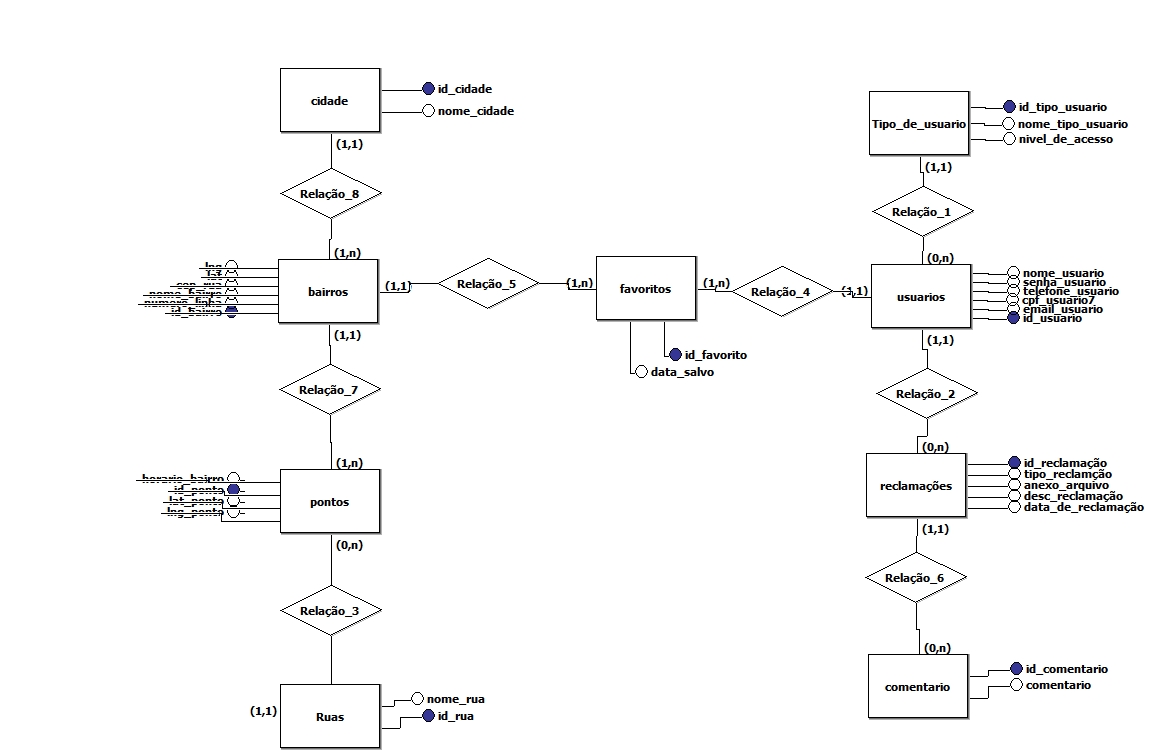 cidade
id_cidade
nome_cidade
(1,1)
Relação_8
(1,n)
bairros
lng
lat
cep_rua
nome_bairro
numero_linha
id_bairro
(1,1)
Relação_5
(1,n)
favoritos
id_favorito
data_salvo
(1,n)
Relação_4
(1,1)
Tipo_de_usuario
id_tipo_usuario
nome_tipo_usuario
nivel_de_acesso
(1,1)
Relação_1
(0,n)
usuarios
nome_usuario
senha_usuario
telefone_usuario
cpf_usuario7
email_usuario
id_usuario
(1,1)
Relação_7
(1,n)
pontos
horario_bairro
id_ponto
lat_ponto
lng_ponto
(0,n)
Relação_3
(1,1)
Ruas
nome_rua
id_rua
(1,1)
Relação_2
(0,n)
reclamações
id_reclamação
tipo_reclamção
anexo_arquivo
desc_reclamação
data_de_reclamação
(1,1)
Relação_6
(0,n)
comentario
id_comentario
comentario